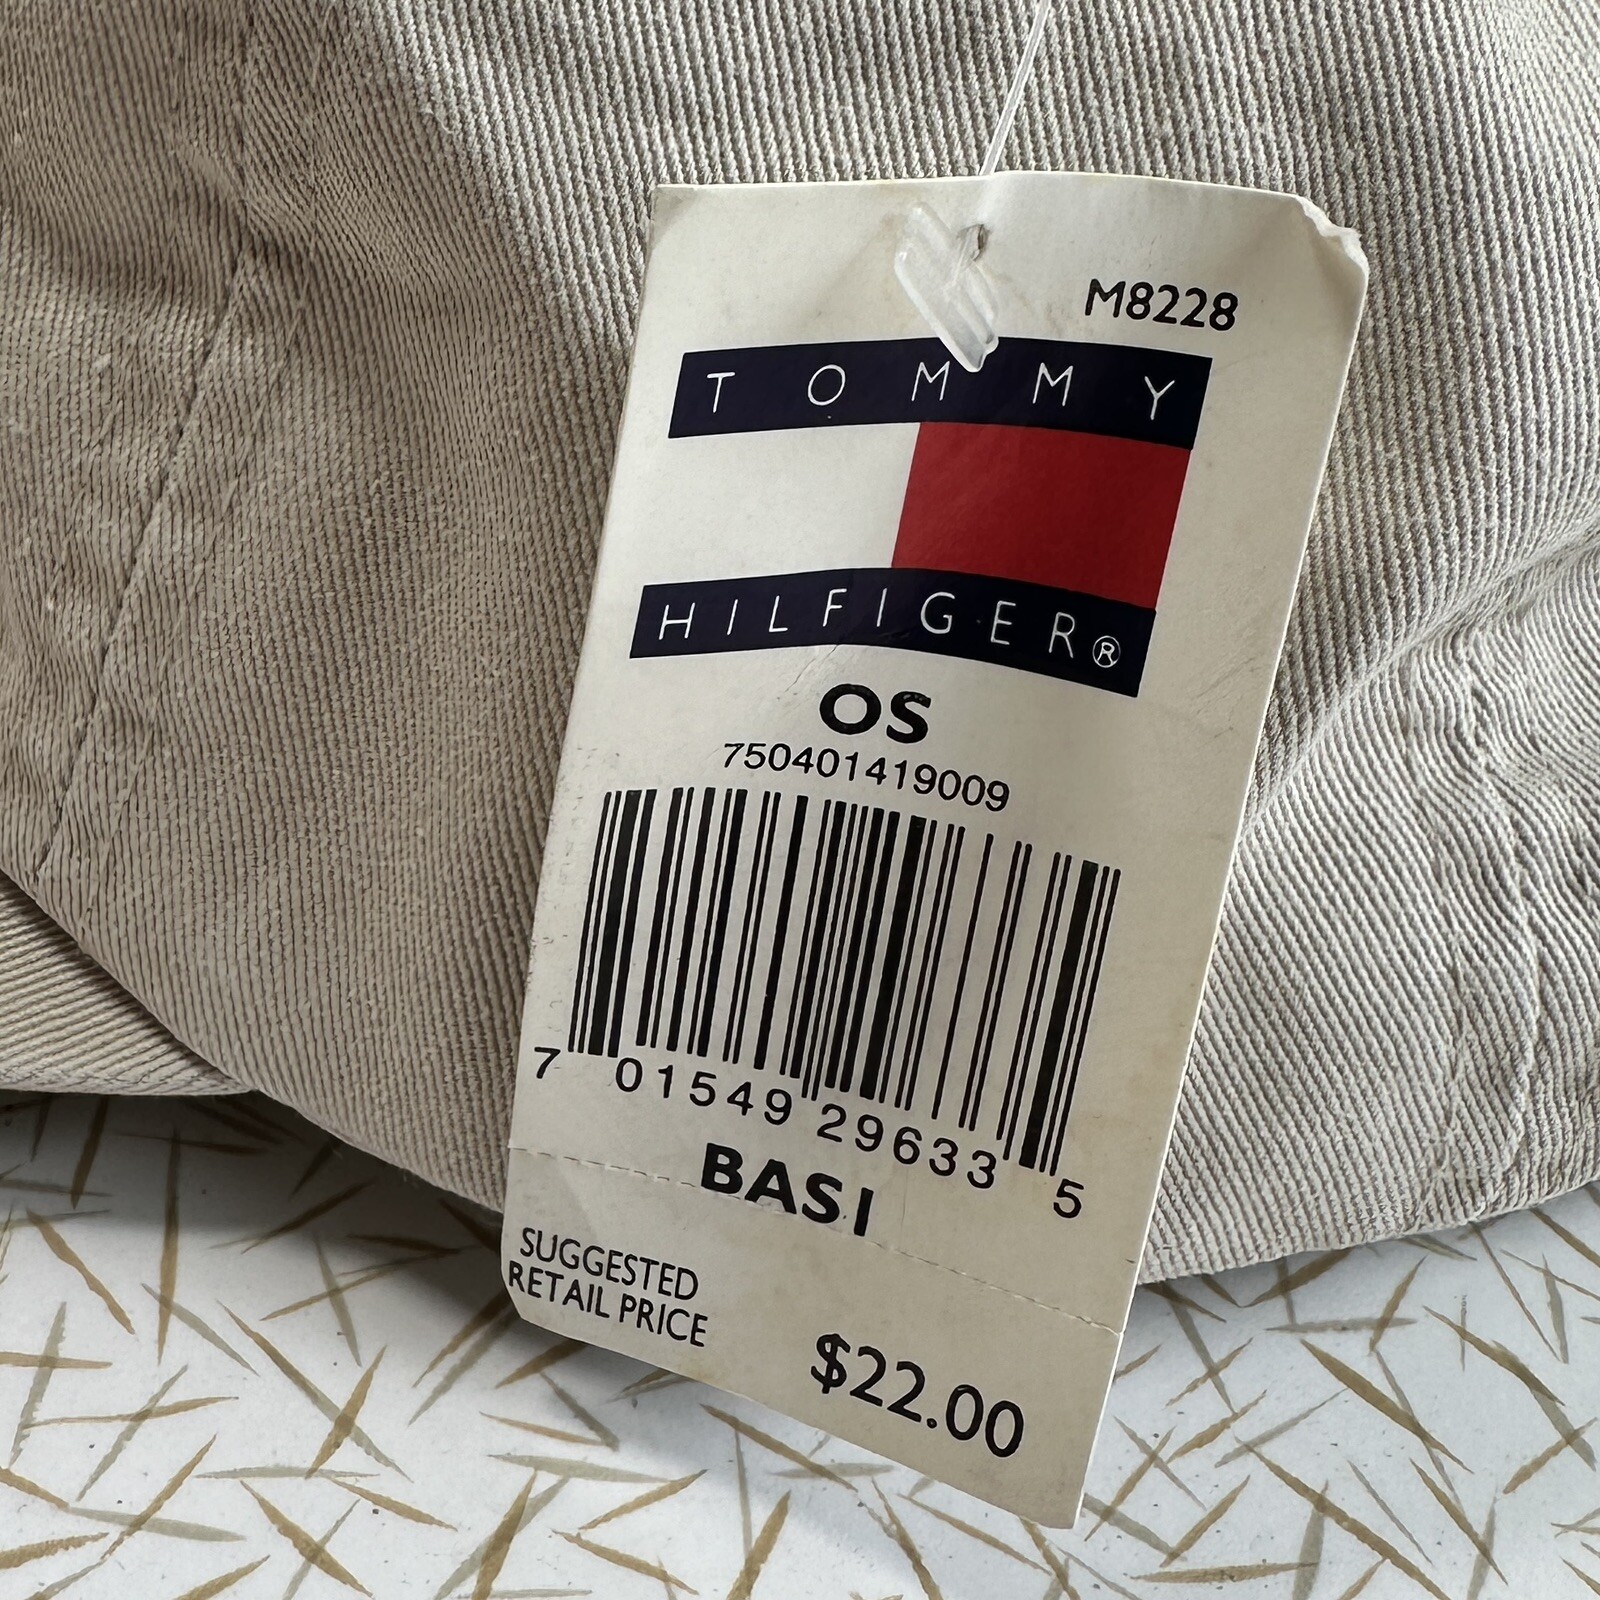 M8228
TOMMY
HILFIGER®
OS
750401419009
7 01549 29633 5
BASI
SUGGESTED
RETAIL PRICE
$22.00